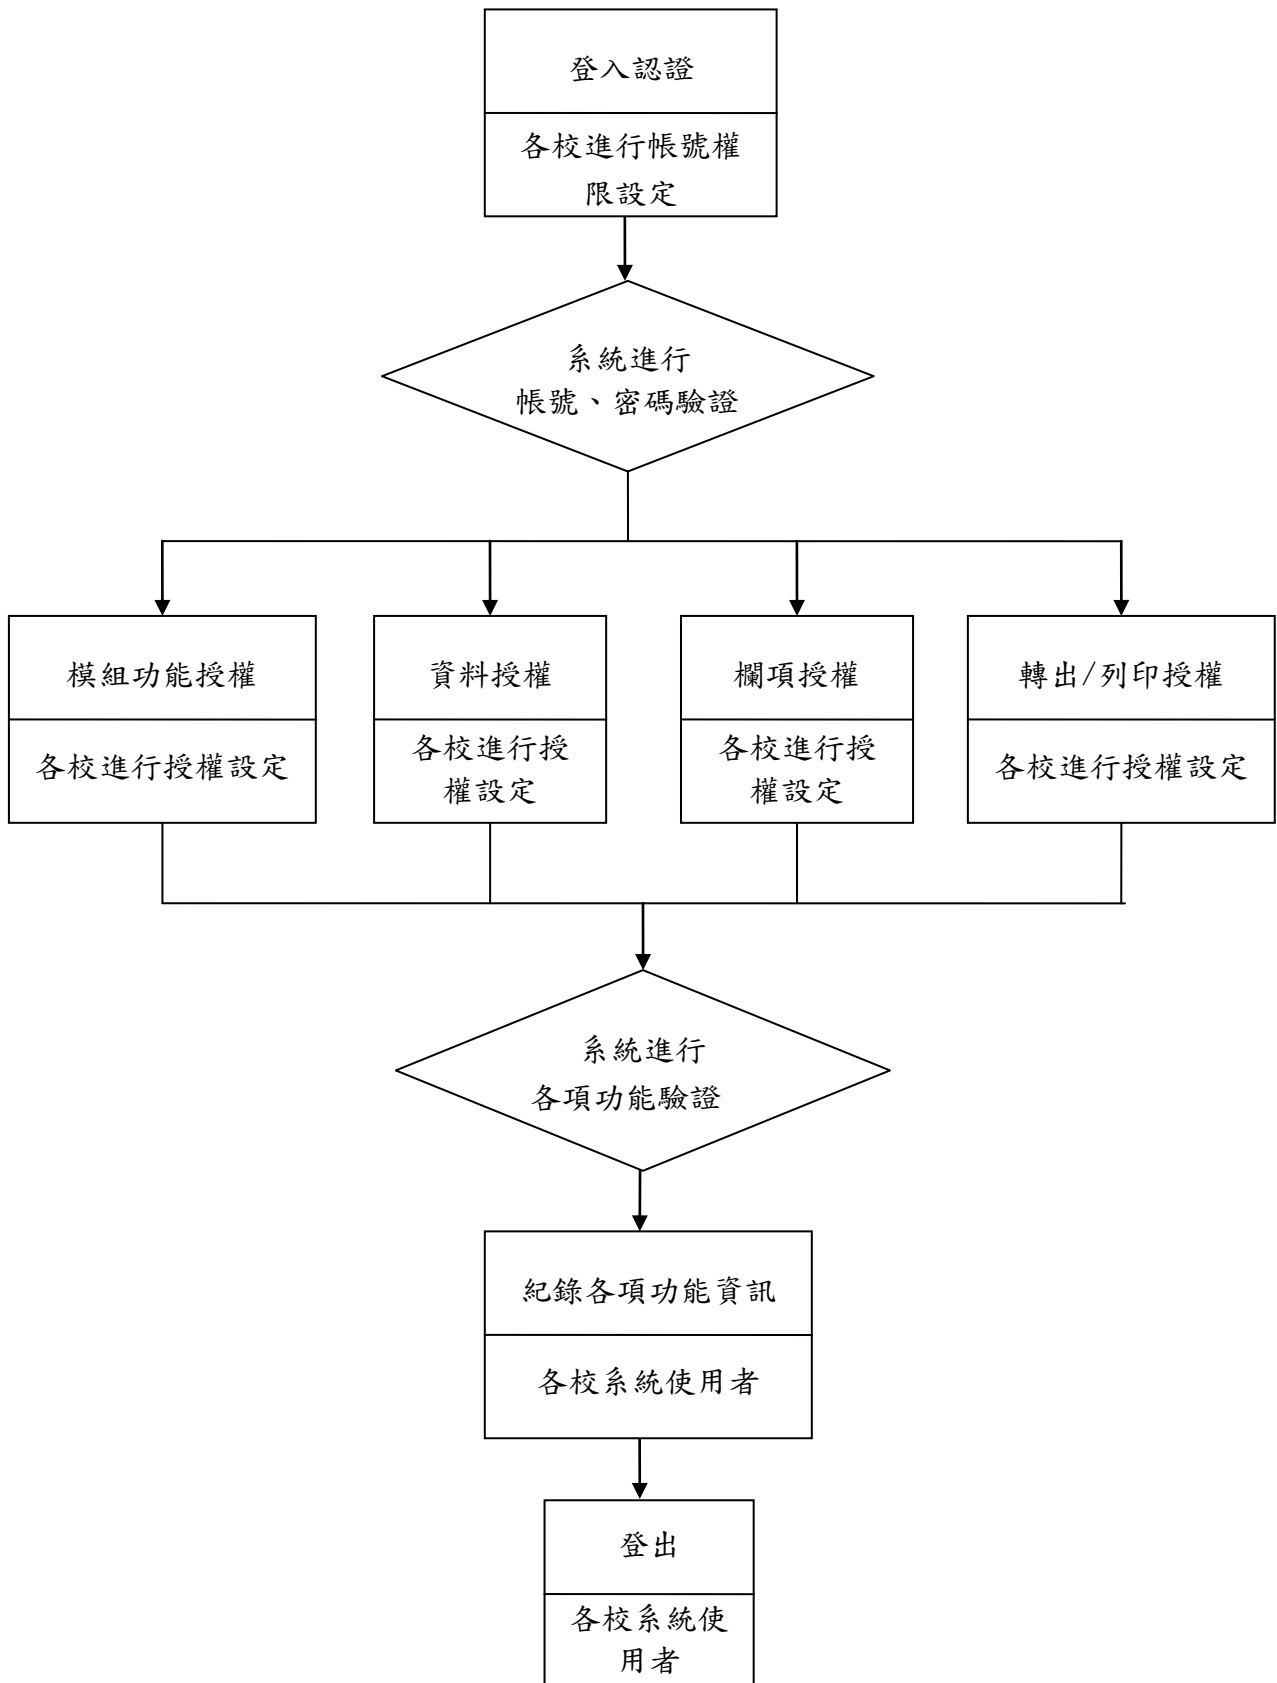 登入認證
各校進行帳號權
限設定
系統進行
帳號、密碼驗證
模組功能授權
各校進行授權設定
資料授權
各校進行授
權設定
欄項授權
各校進行授
權設定
轉出/列印授權
各校進行授權設定
系統進行
各項功能驗證
紀錄各項功能資訊
各校系統使用者
登出
各校系統使
用者